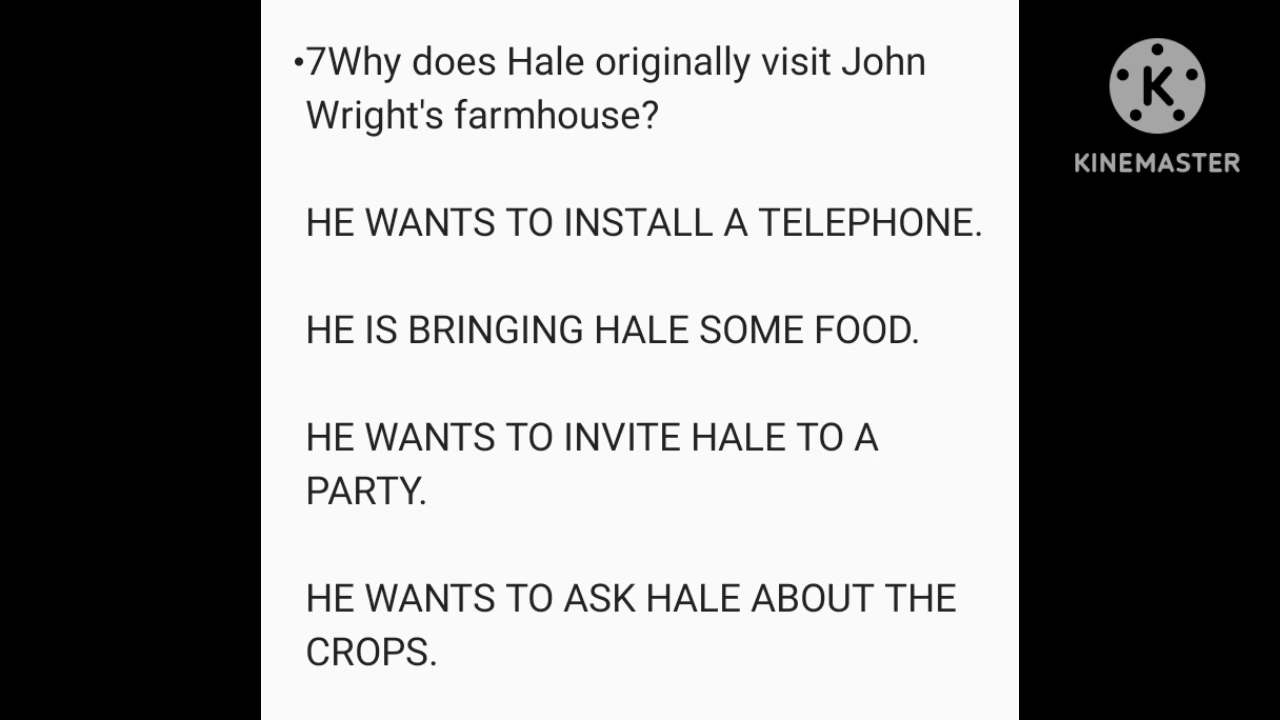 •7Why does Hale originally visit John
Wright's farmhouse?
HE WANTS TO INSTALL A TELEPHONE.
HE IS BRINGING HALE SOME FOOD.
HE WANTS TO INVITE HALE TO A
PARTY.
HE WANTS TO ASK HALE ABOUT THE
CROPS.
K
KINEMASTER